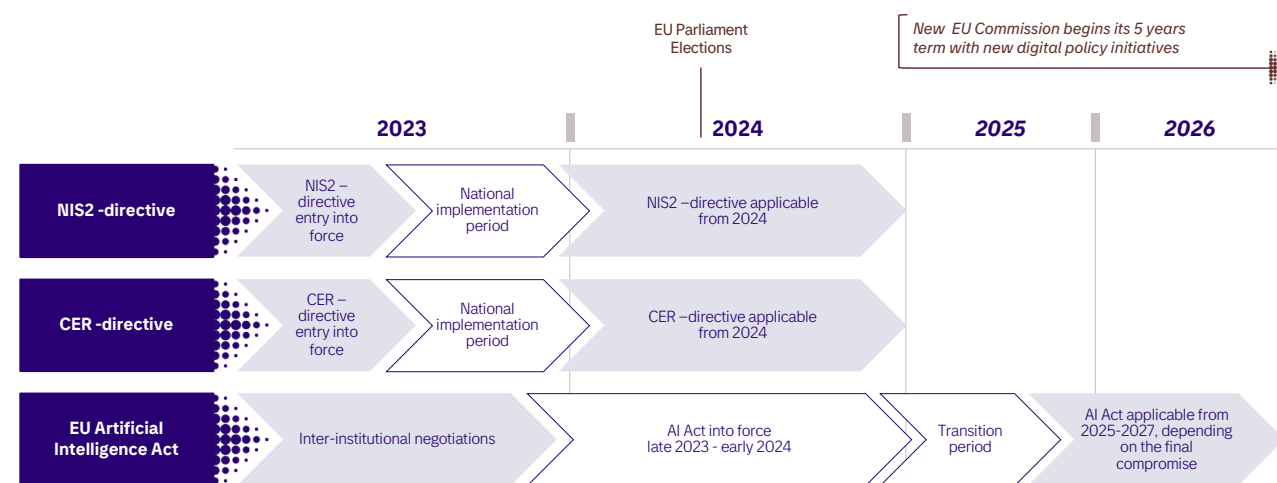 EU Parliament
Elections
New EU Commission begins its 5 years
term with new digital policy initiatives
2023
2024
2025
2026
NIS2 -directive
NIS2 –
directive
entry into
force
National
implementation
period
NIS2 –directive applicable
from 2024
CER -directive
CER –
directive
entry into
force
National
implementation
period
CER –directive applicable
from 2024
EU Artificial
Intelligence Act
Inter-institutional negotiations
AI Act into force
late 2023 - early 2024
Transition
period
AI Act applicable from
2025-2027, depending
on the final
compromise